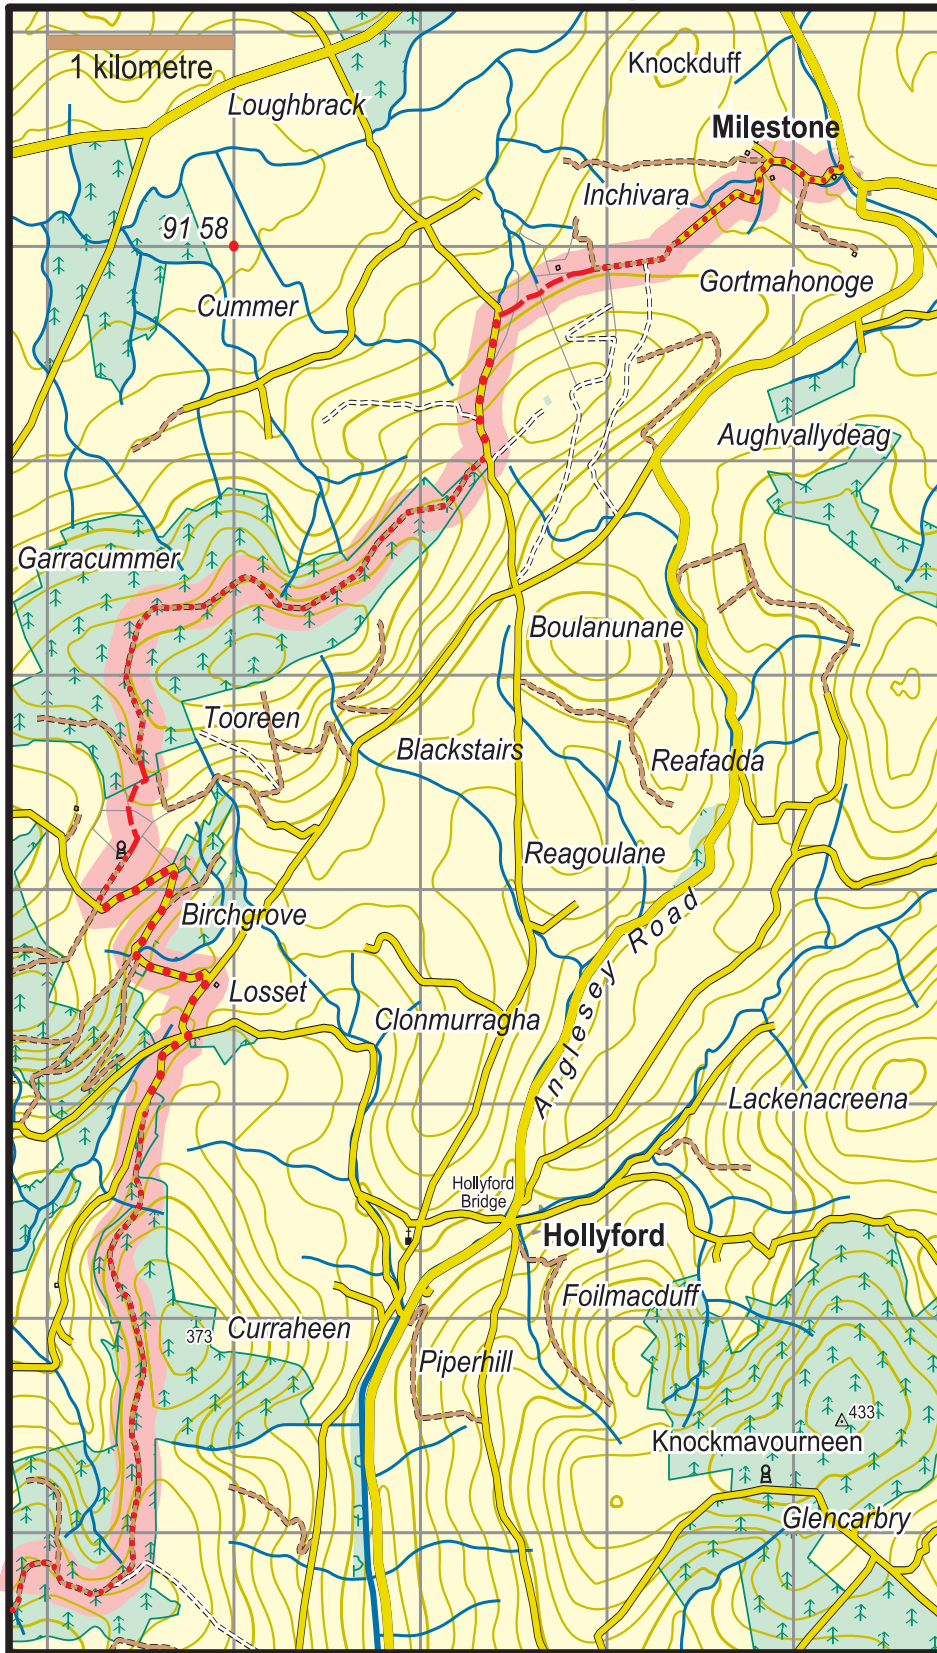 1 kilometre
Knockduff
Loughbrack
Milestone
Inchivara
91 58
Gortmahonoge
Cummer
Aughvallydeag
Garracummer
Boulanunane
Tooreen
Blackstairs
Reafadda
Reagoulane
Birchgrove
Anglesey Road
Losset
Clonmurragha
Lackenacreena
Hollyford
Bridge
Hollyford
Foilmacduff
373
Curraheen
Piperhill
433
Knockmavourneen
Glencarbry